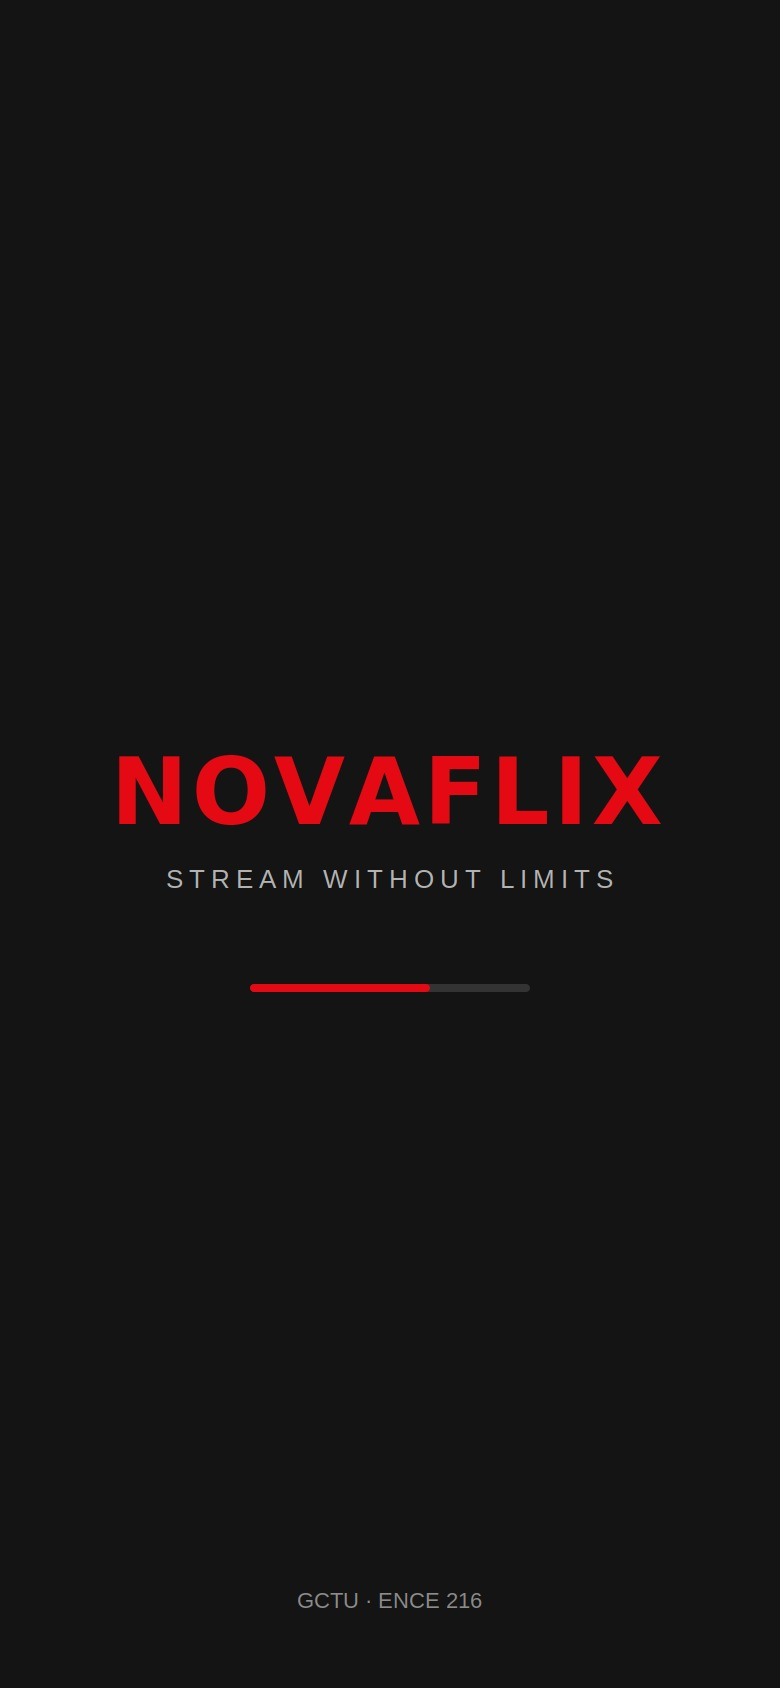 NOVAFLIX
STREAM WITHOUT LIMITS
GCTU · ENCE 216